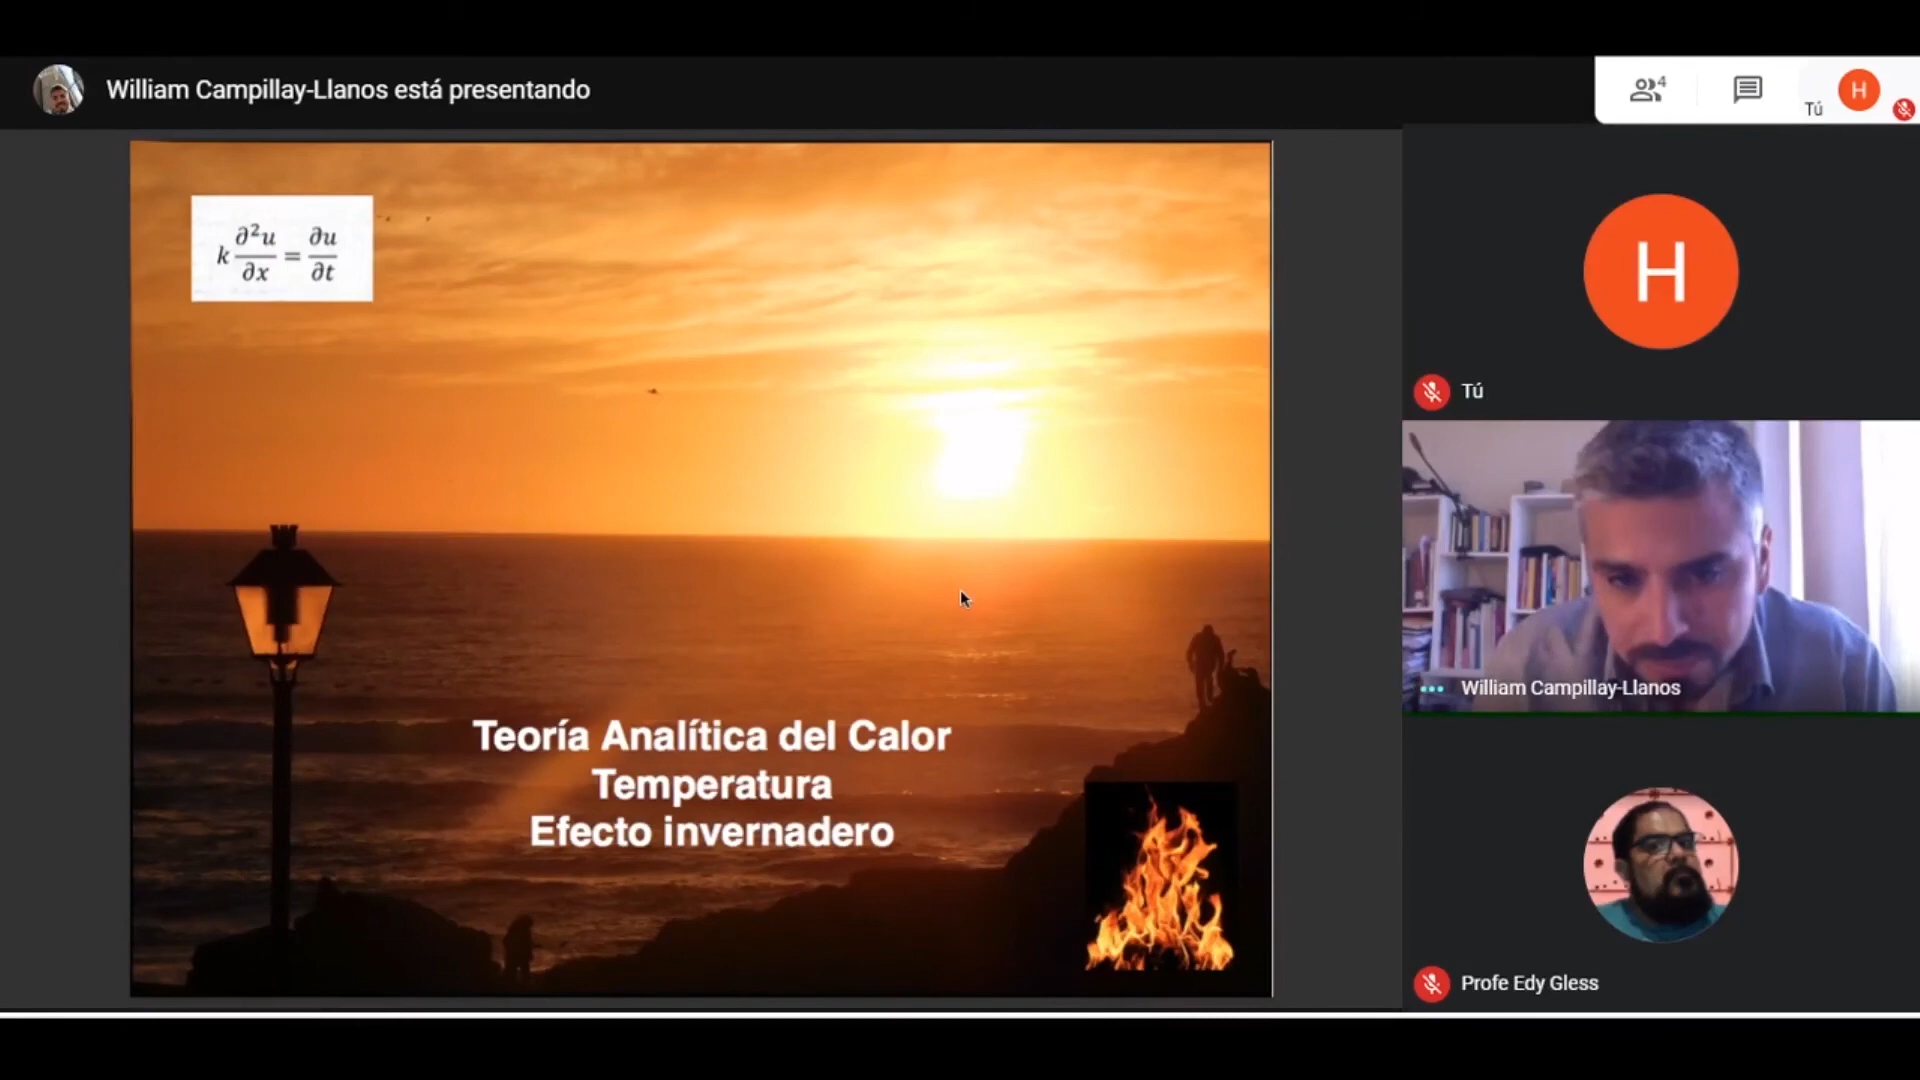 William Campillay-Llanos está presentando
4
Tú
H
k ∂²u/∂x = ∂u/∂t
H
Tú
William Campillay-Llanos
Teoría Analítica del Calor
Temperatura
Efecto invernadero
Profe Edy Gless